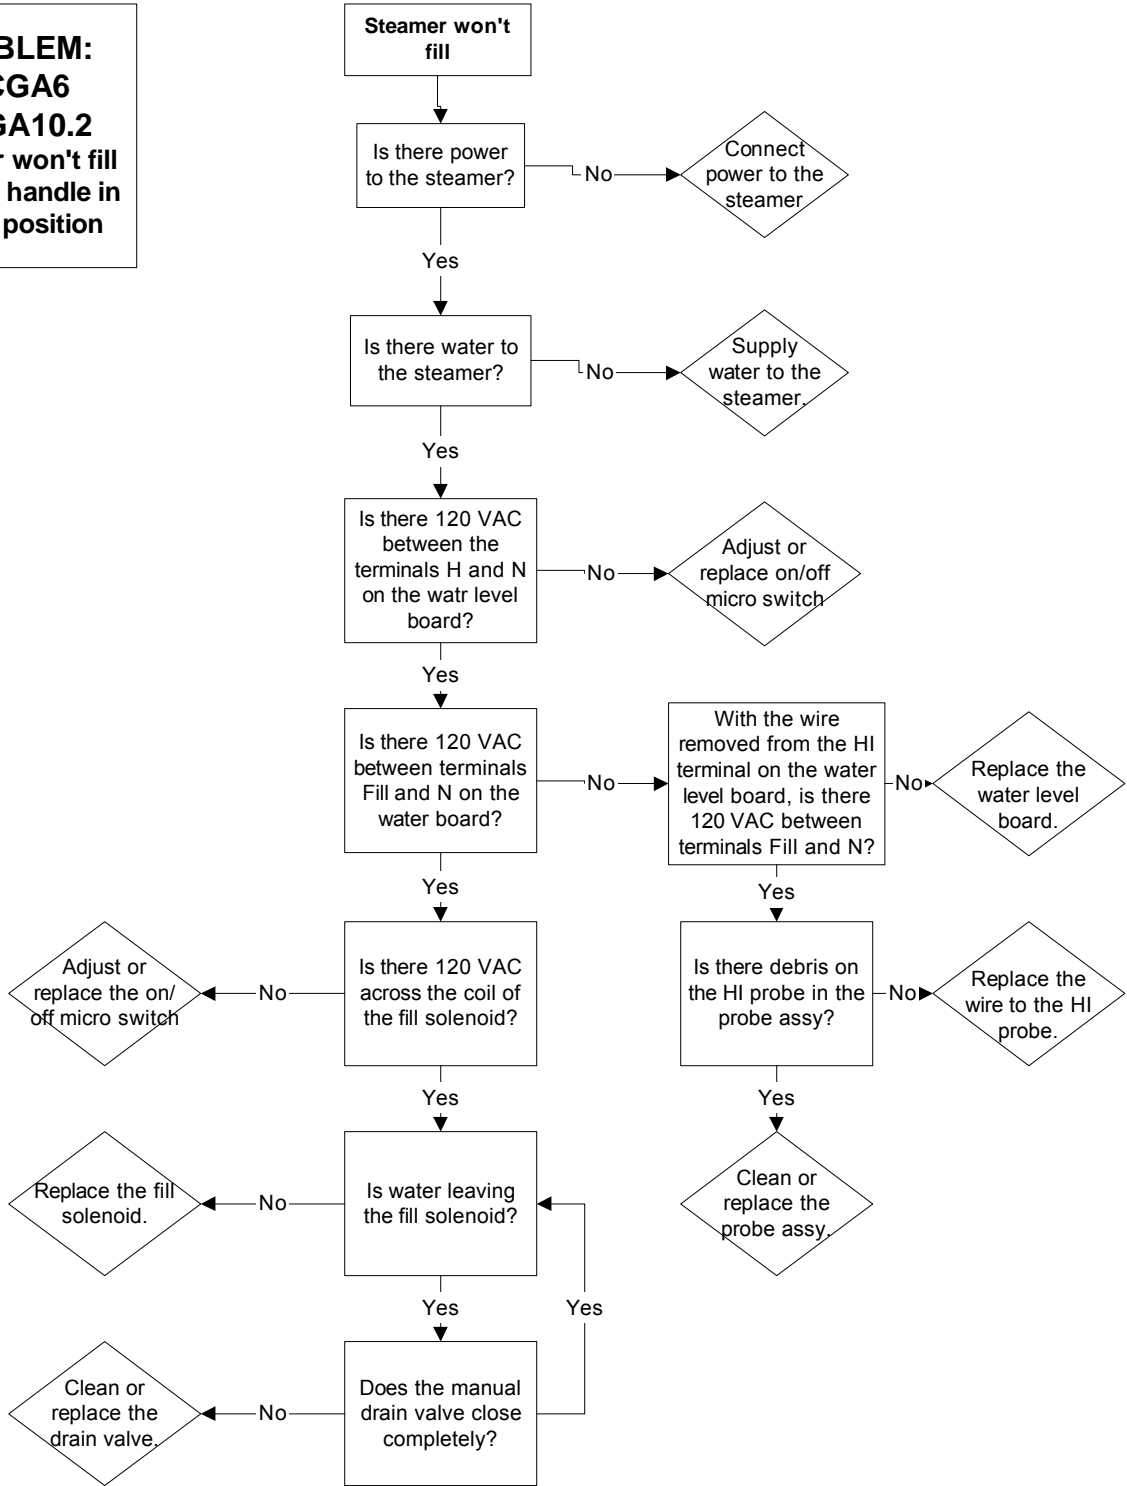 BLEM:
CGA6
GA10.2
r won't fill
handle in
position
Steamer won't
fill
Is there power
to the steamer?
No
Connect
power to the
steamer
Yes
Is there water to
the steamer?
No
Supply
water to the
steamer.
Yes
Is there 120 VAC
between the
terminals H and N
on the watr level
board?
No
Adjust or
replace on/off
micro switch
Yes
Is there 120 VAC
between terminals
Fill and N on the
water board?
No
With the wire
removed from the HI
terminal on the water
level board, is there
120 VAC between
terminals Fill and N?
No
Replace the
water level
board.
Yes
Yes
Adjust or
replace the on/
off micro switch
No
Is there 120 VAC
across the coil of
the fill solenoid?
Is there debris on
the HI probe in the
probe assy?
No
Replace the
wire to the HI
probe.
Yes
Yes
Replace the fill
solenoid.
No
Is water leaving
the fill solenoid?
Clean or
replace the
probe assy.
Yes
Yes
Clean or
replace the
drain valve.
No
Does the manual
drain valve close
completely?